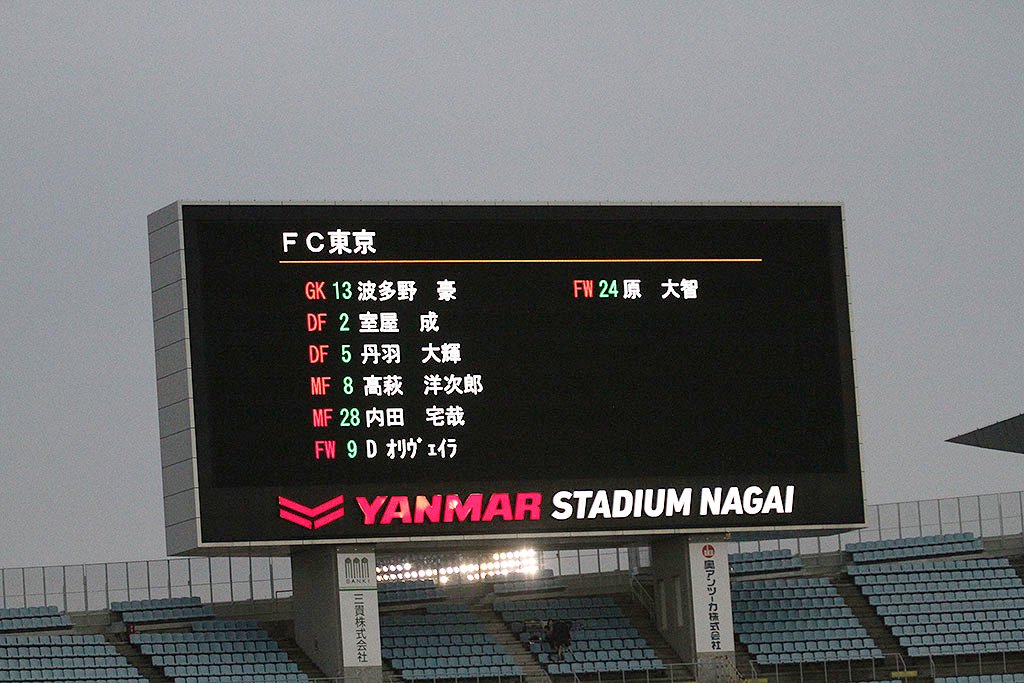 FC東京
GK 13 波多野 豪
DF 2 室屋 成
DF 5 丹羽 大輝
MF 8 高萩 洋次郎
MF 28 内田 宅哉
FW 9 D オリヴェイラ
FW 24 原 大智
YANMAR STADIUM NAGAI
SANKI
三貴株式会社
奥アンツーカ株式会社